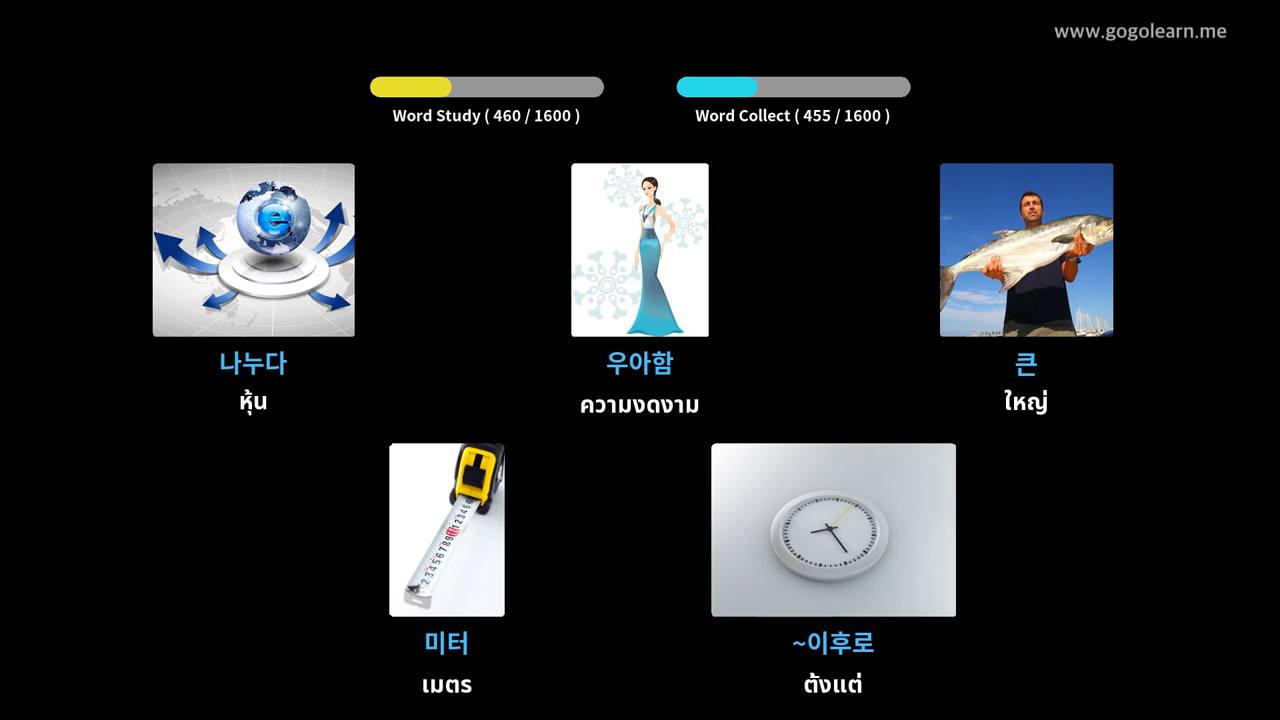 www.gogolearn.me
Word Study ( 460 / 1600 )
Word Collect ( 455 / 1600 )
나누다
หุ้น
우아함
ความงดงาม
큰
ใหญ่
미터
เมตร
~이후로
ตั้งแต่